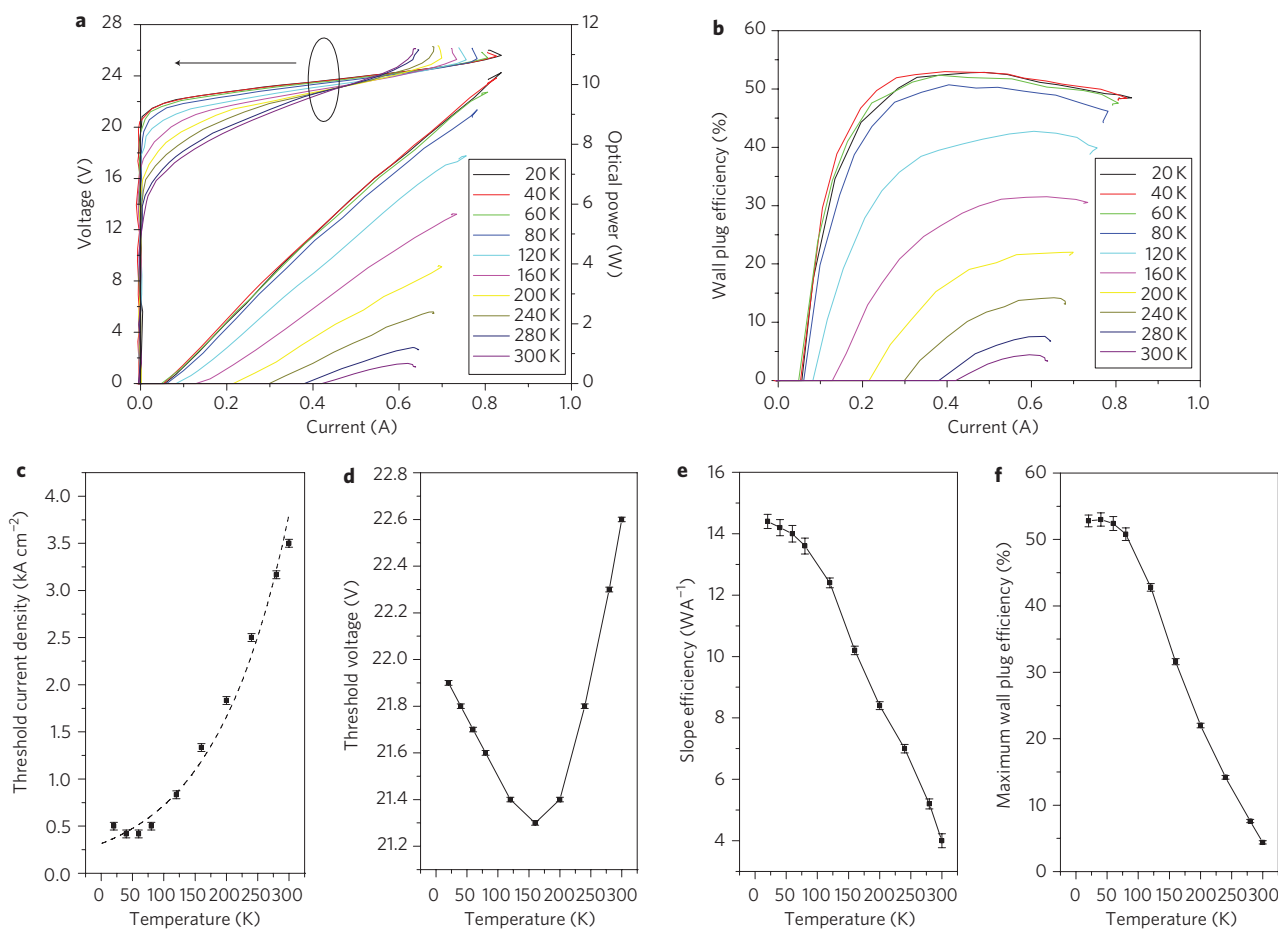 a
28
24
20
16
12
8
4
0
Voltage (V)
12
10
8
6
4
2
0
Optical power (W)
20 K
40 K
60 K
80 K
120 K
160 K
200 K
240 K
280 K
300 K
0.0 0.2 0.4 0.6 0.8 1.0
Current (A)
b
60
50
40
30
20
10
0
Wall plug efficiency (%)
20 K
40 K
60 K
80 K
120 K
160 K
200 K
240 K
280 K
300 K
0.0 0.2 0.4 0.6 0.8 1.0
Current (A)
c
4.0
3.5
3.0
2.5
2.0
1.5
1.0
0.5
0.0
Threshold current density (kA cm⁻²)
0 50 100 150 200 250 300
Temperature (K)
d
22.8
22.6
22.4
22.2
22.0
21.8
21.6
21.4
21.2
Threshold voltage (V)
0 50 100 150 200 250 300
Temperature (K)
e
16
14
12
10
8
6
4
Slope efficiency (WA⁻¹)
0 50 100 150 200 250 300
Temperature (K)
f
60
50
40
30
20
10
0
Maximum wall plug efficiency (%)
0 50 100 150 200 250 300
Temperature (K)